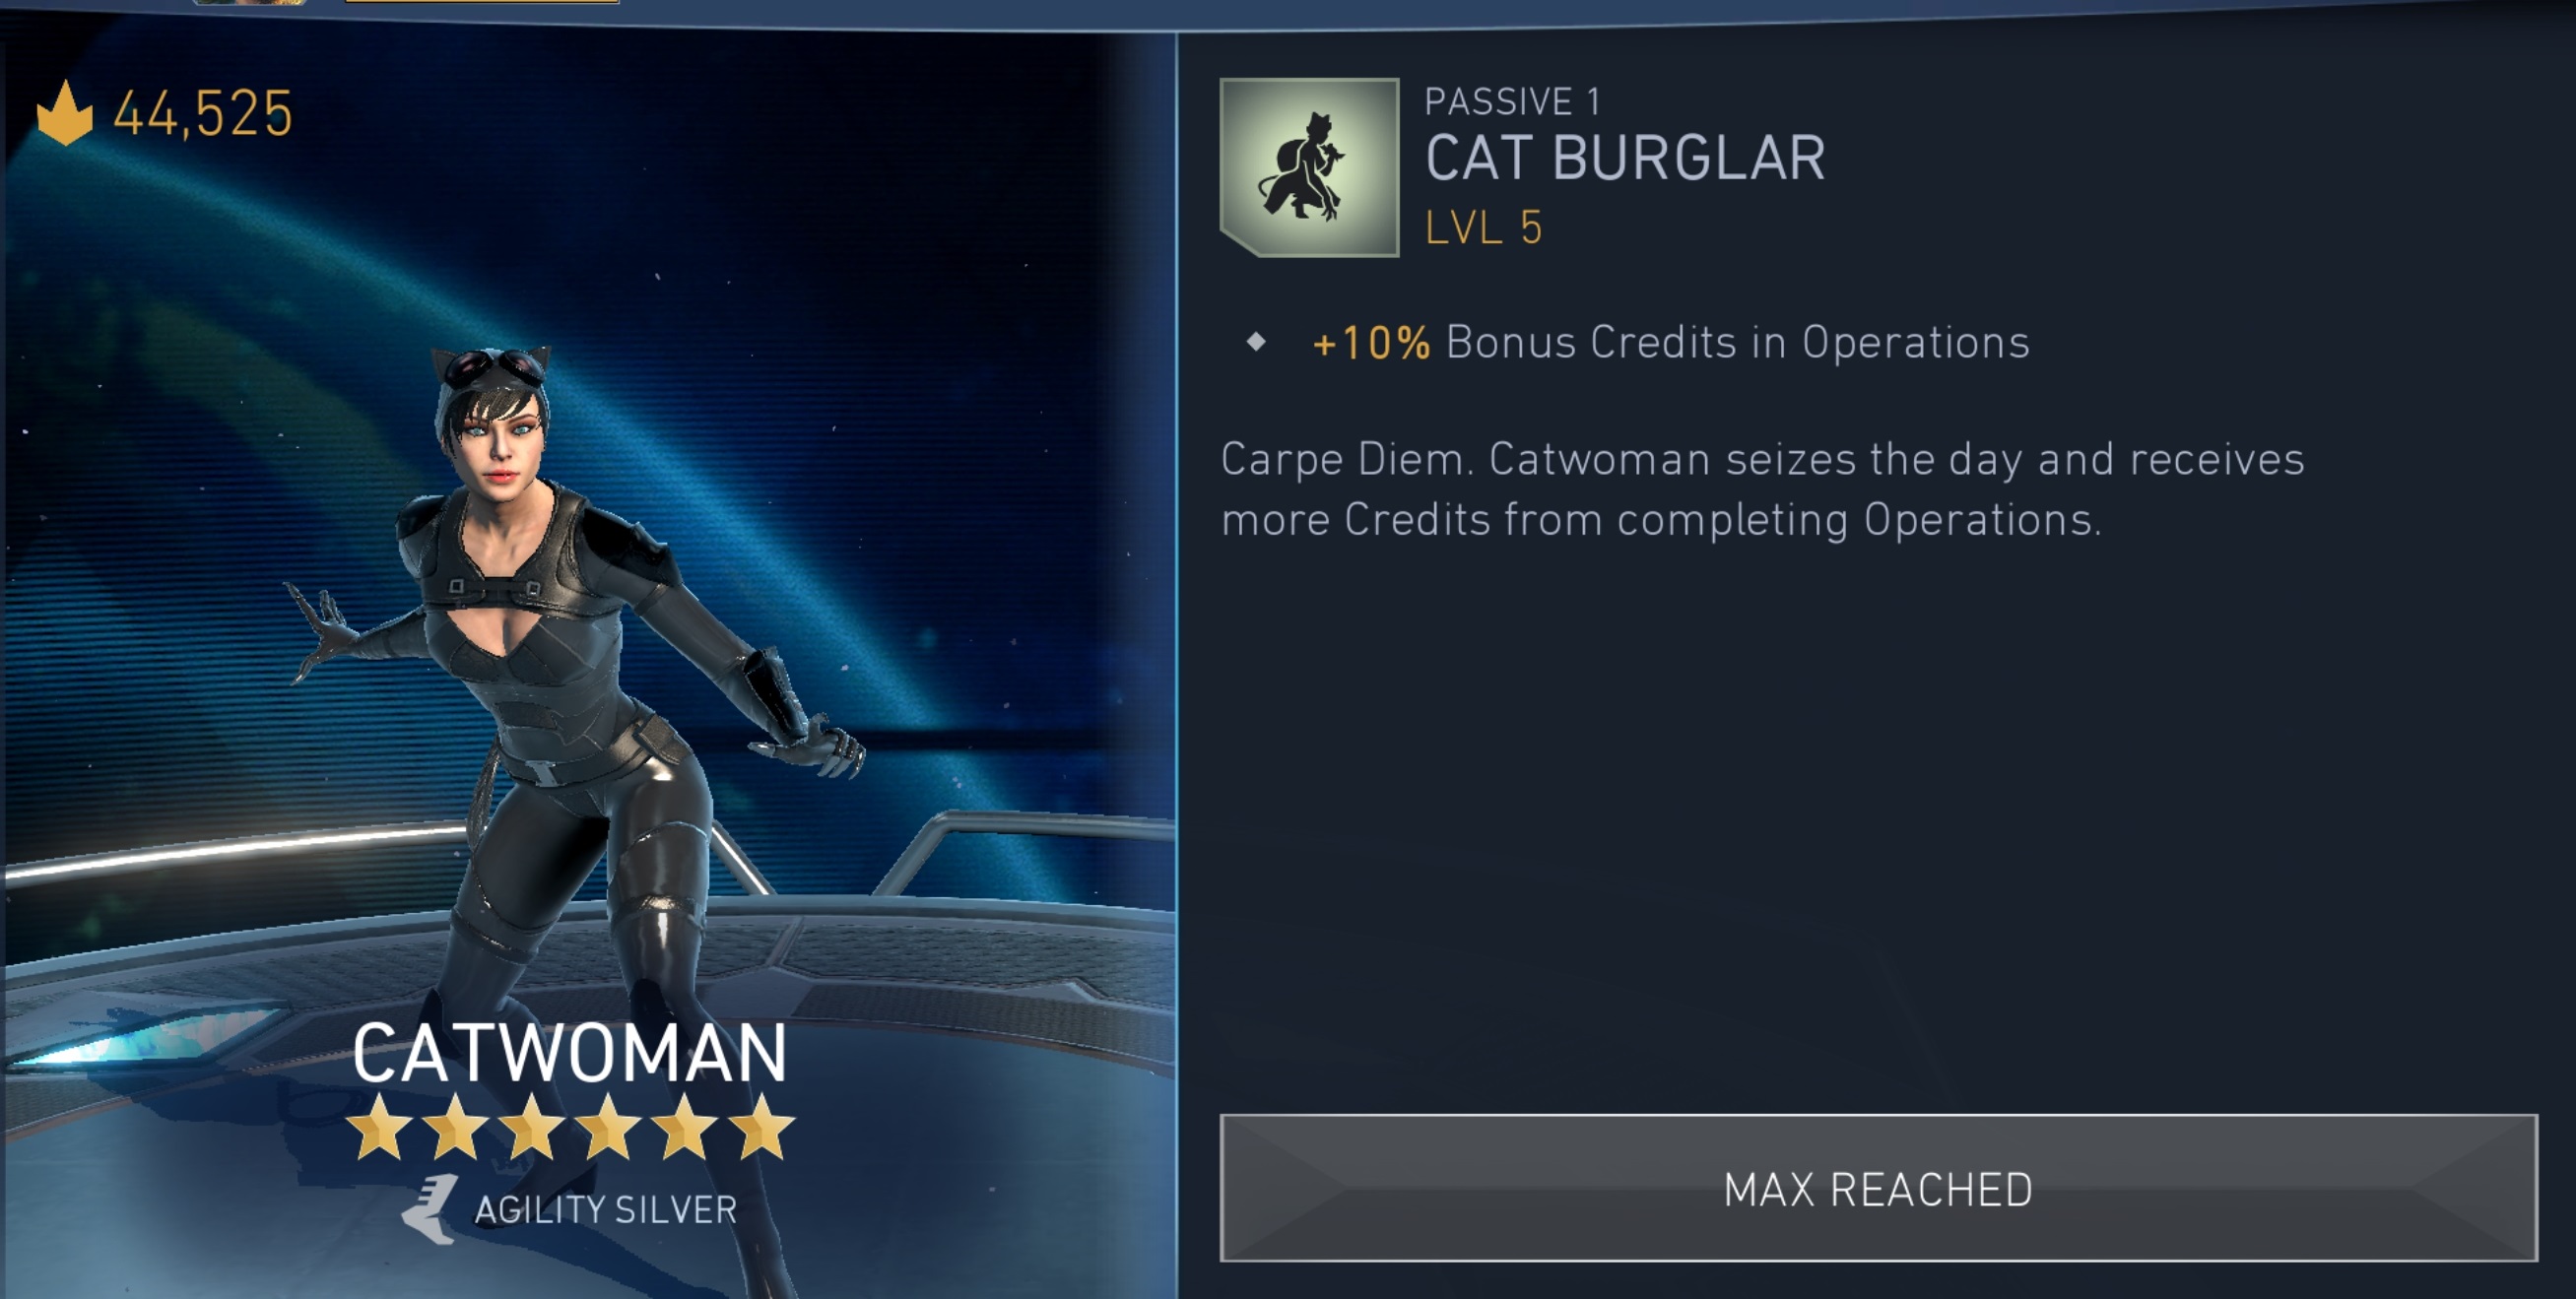 44,525
CATWOMAN
AGILITY SILVER
PASSIVE 1
CAT BURGLAR
LVL 5
+10% Bonus Credits in Operations
Carpe Diem. Catwoman seizes the day and receives
more Credits from completing Operations.
MAX REACHED